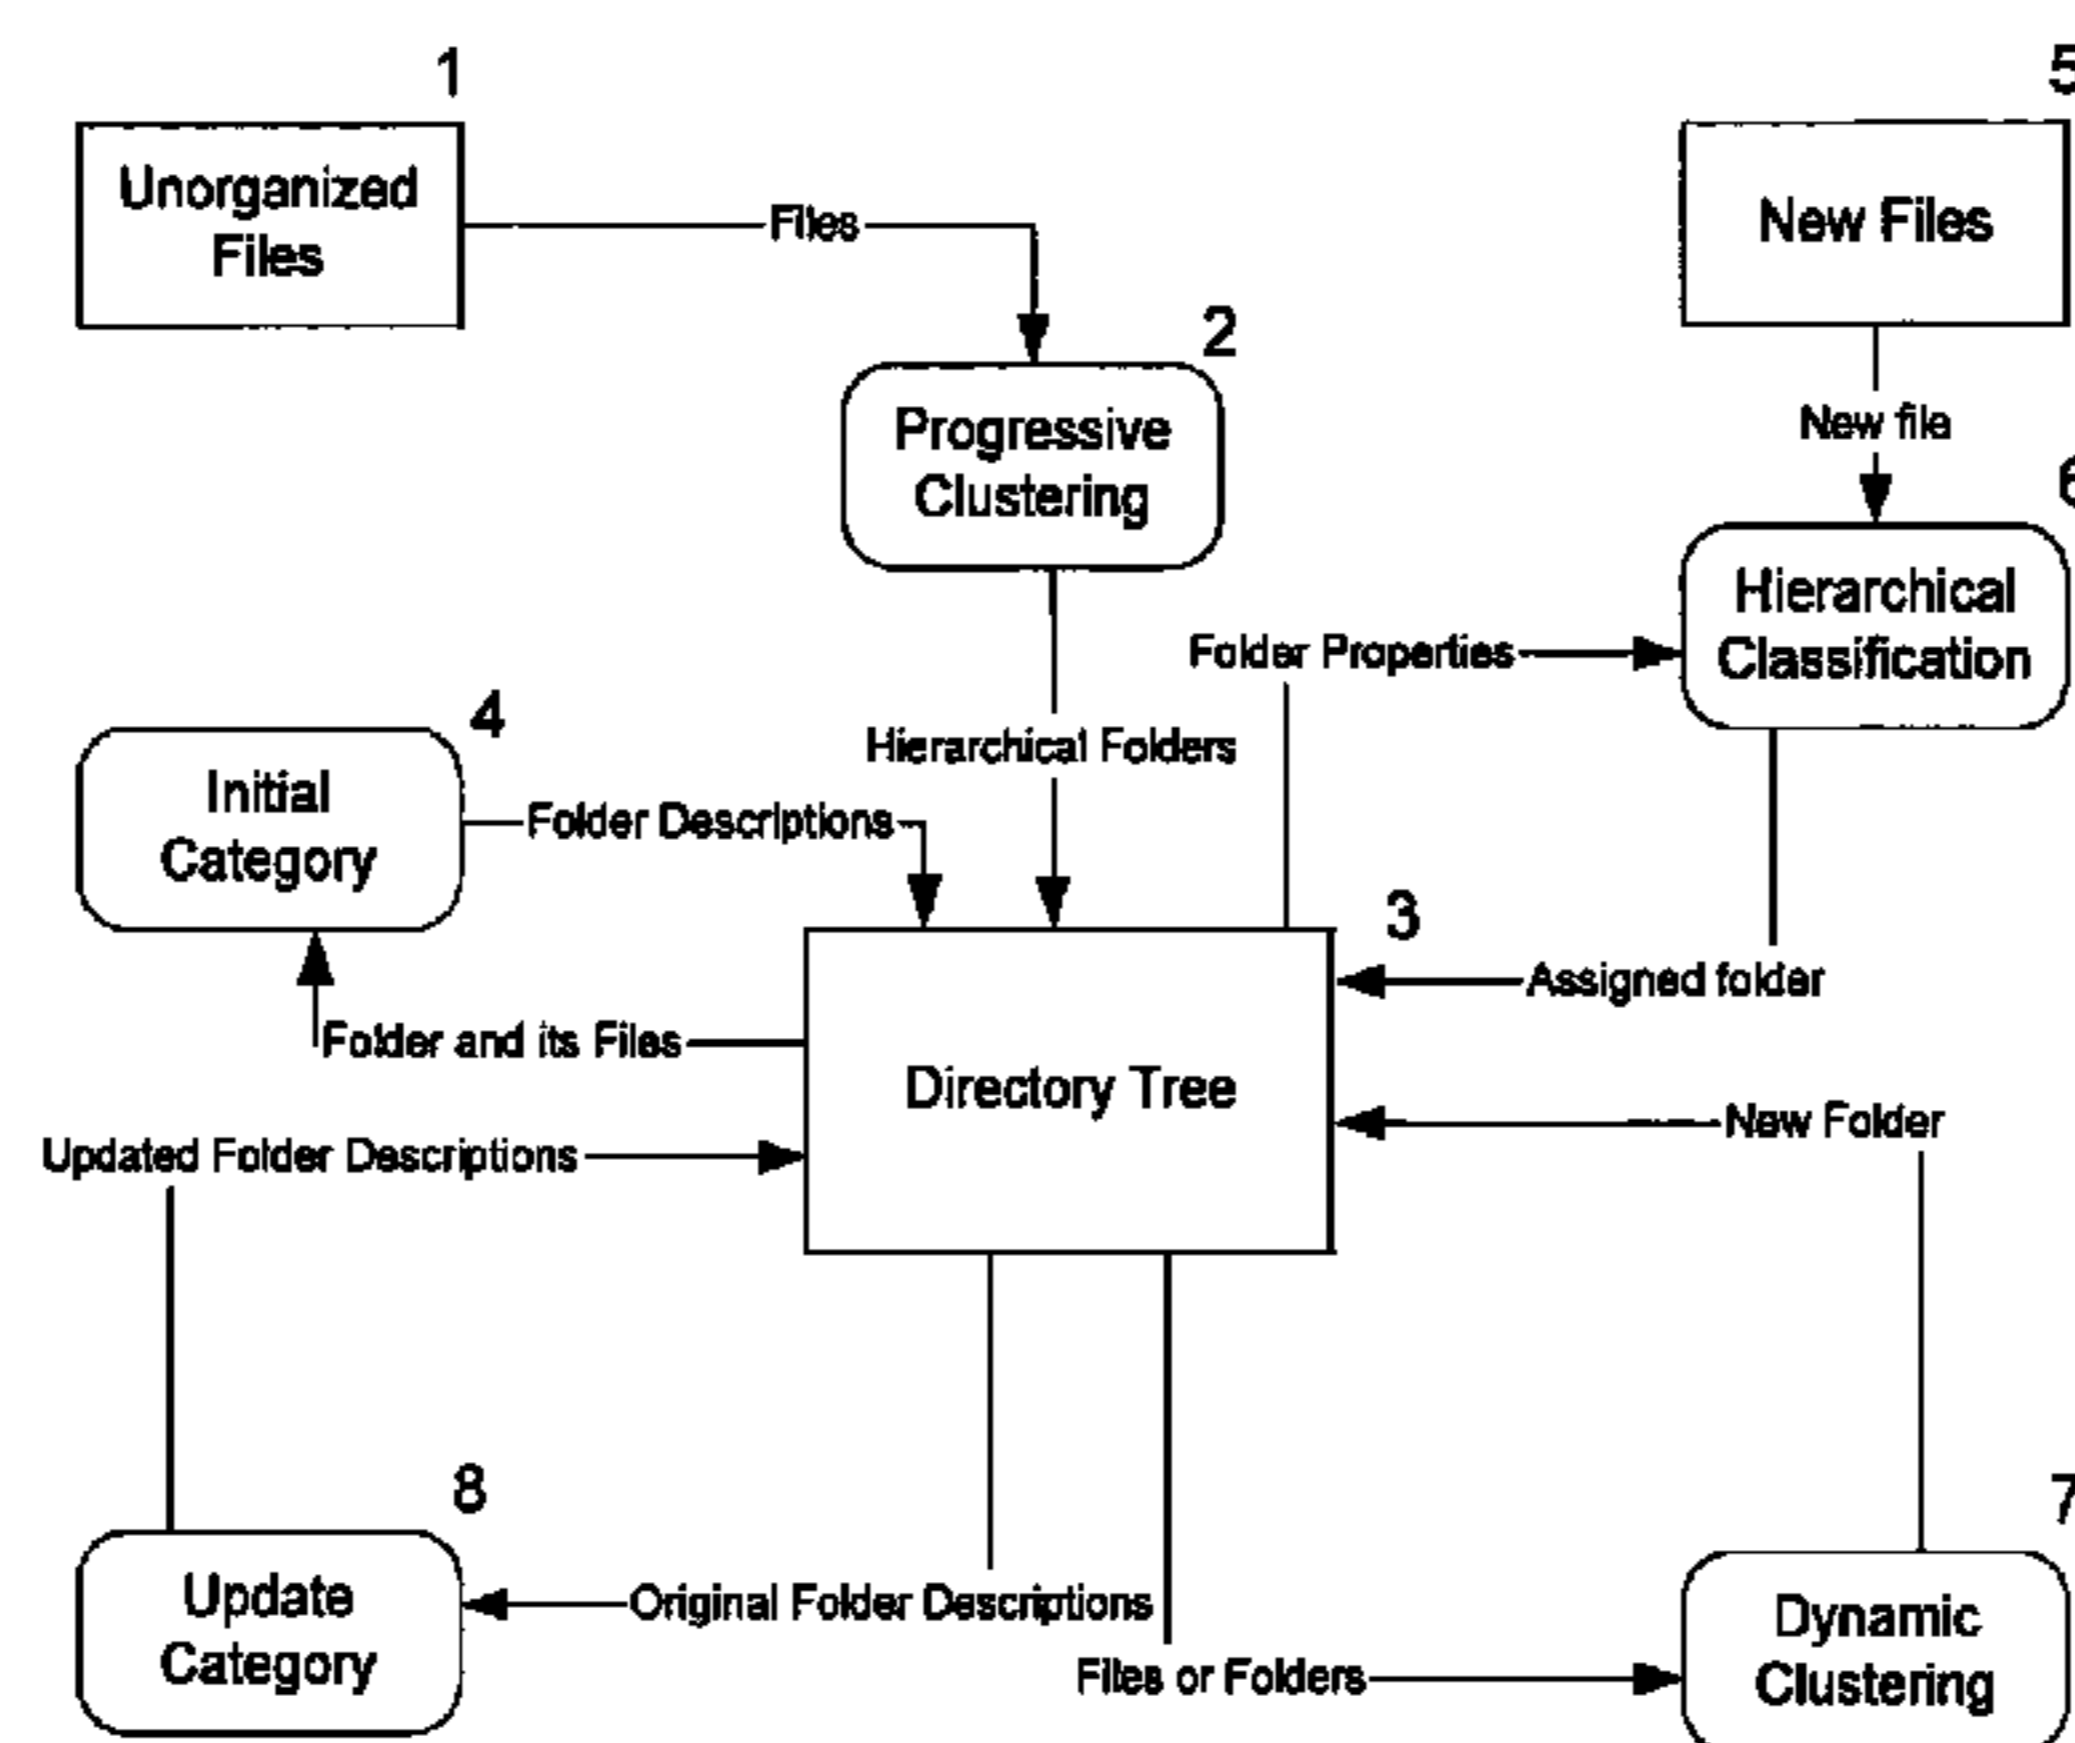 1
5
Unorganized
Files
Files
New Files
2
Progressive
Clustering
New file
6
Hierarchical
Classification
Folder Properties
4
Hierarchical Folders
Initial
Category
Folder Descriptions
3
Assigned folder
Folder and its Files
Directory Tree
New Folder
Updated Folder Descriptions
8
7
Update
Category
Original Folder Descriptions
Dynamic
Clustering
Files or Folders